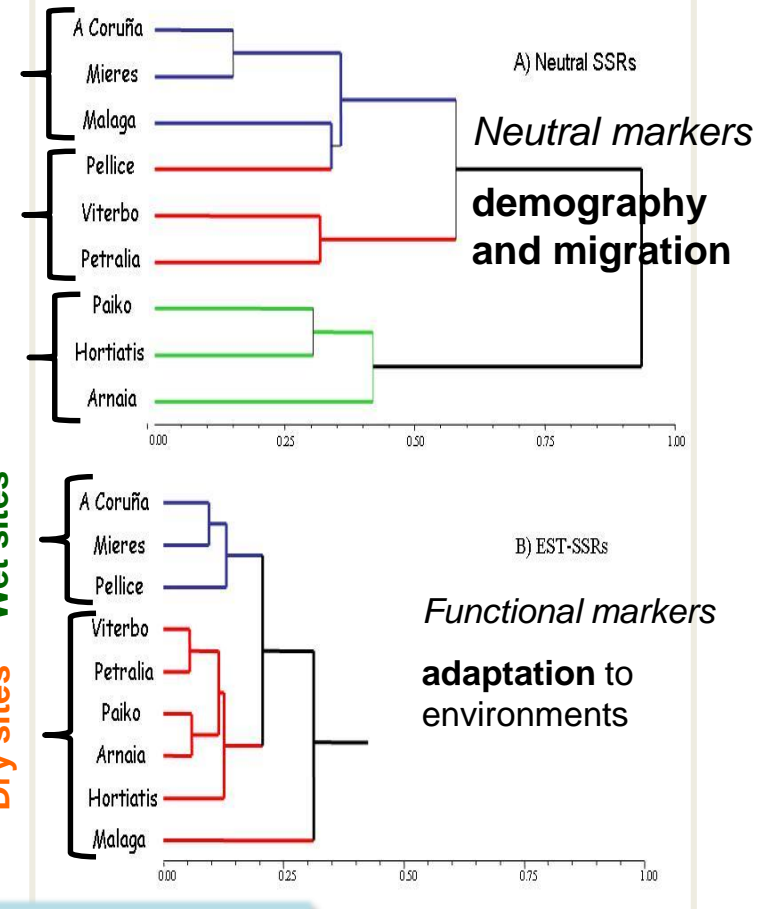 A Coruña
Mieres
Malaga
Pellice
Viterbo
Petralia
Paiko
Hortiatis
Arnaia
A) Neutral SSRs
Neutral markers
demography
and migration
0.00 0.25 0.50 0.75 1.00
Wet sites
Dry sites
A Coruña
Mieres
Pellice
Viterbo
Petralia
Paiko
Arnaia
Hortiatis
Malaga
B) EST-SSRs
Functional markers
adaptation to
environments
0.00 0.25 0.50 0.75 1.00